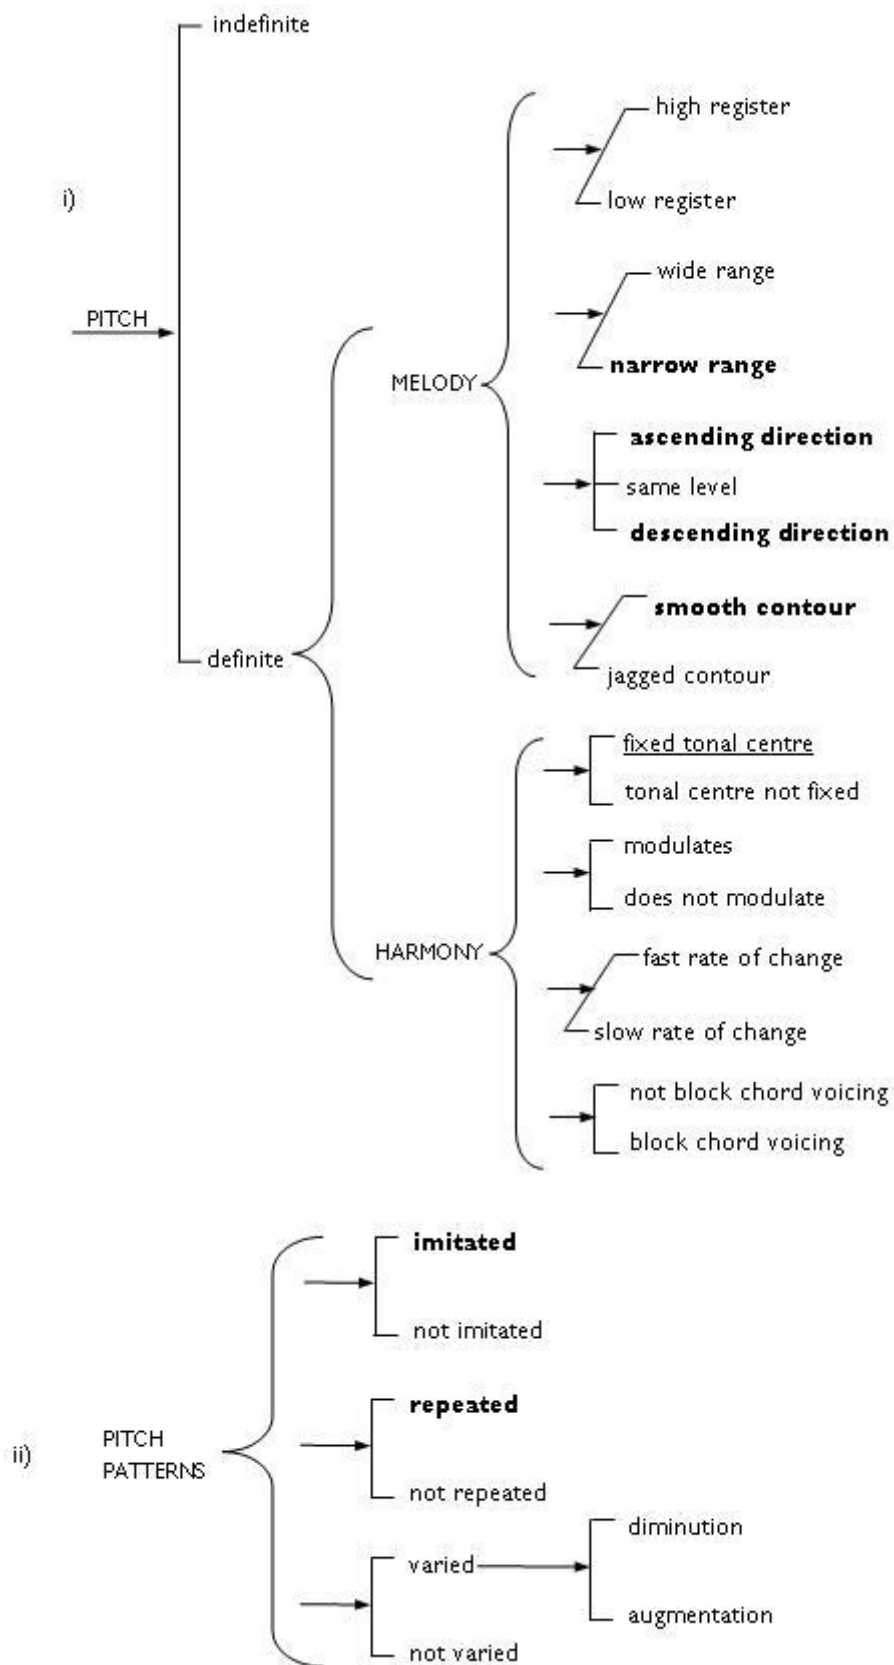 indefinite
high register
i)
low register
wide range
PITCH
narrow range
MELODY
ascending direction
same level
descending direction
smooth contour
definite
jagged contour
fixed tonal centre
tonal centre not fixed
modulates
does not modulate
HARMONY
fast rate of change
slow rate of change
not block chord voicing
block chord voicing
imitated
not imitated
repeated
ii)
PITCH
PATTERNS
not repeated
diminution
varied
augmentation
not varied